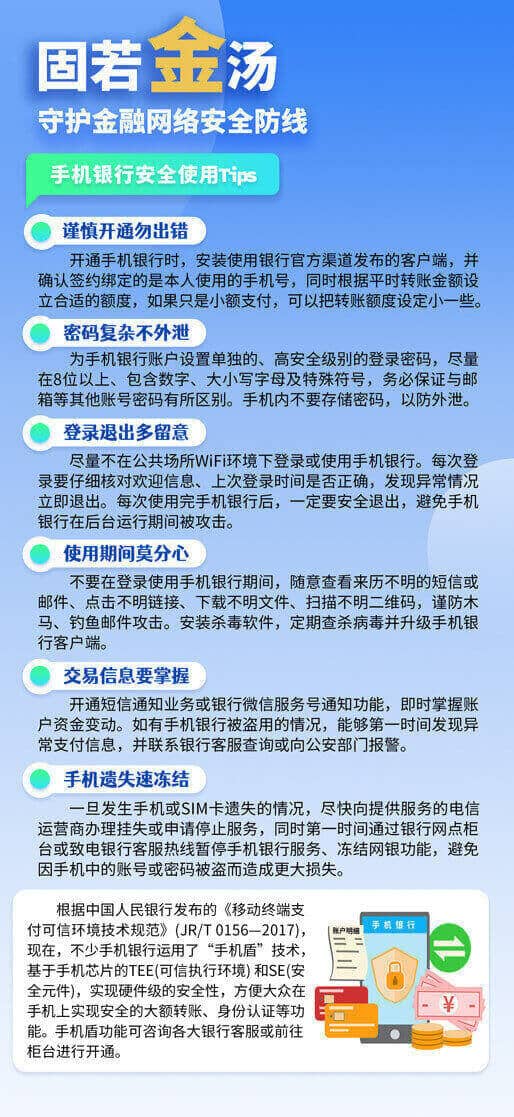 固若金汤
守护金融网络安全防线
手机银行安全使用Tips
谨慎开通勿出错
开通手机银行时，安装使用银行官方渠道发布的客户端，并
确认签约绑定的是本人使用的手机号，同时根据平时转账金额设
立合适的额度，如果只是小额支付，可以把转账额度设定小一些。
密码复杂不外泄
为手机银行账户设置单独的、高安全级别的登录密码，尽量
在8位以上、包含数字、大小写字母及特殊符号，务必保证与邮
箱等其他账号密码有所区别。手机内不要存储密码，以防外泄。
登录退出多留意
尽量不在公共场所WiFi环境下登录或使用手机银行。每次登
录要仔细核对欢迎信息、上次登录时间是否正确，发现异常情况
立即退出。每次使用完手机银行后，一定要安全退出，避免手机
银行在后台运行期间被攻击。
使用期间莫分心
不要在登录使用手机银行期间，随意查看来历不明的短信或
邮件、点击不明链接、下载不明文件、扫描不明二维码，谨防木
马、钓鱼邮件攻击。安装杀毒软件，定期查杀病毒并升级手机银
行客户端。
交易信息要掌握
开通短信通知业务或银行微信服务号通知功能，即时掌握账
户资金变动。如有手机银行被盗用的情况，能够第一时间发现异
常支付信息，并联系银行客服查询或向公安部门报警。
手机遗失速冻结
一旦发生手机或SIM卡遗失的情况，尽快向提供服务的电信
运营商办理挂失或申请停止服务，同时第一时间通过银行网点柜
台或致电银行客服热线暂停手机银行服务、冻结网银功能，避免
因手机中的账号或密码被盗而造成更大损失。
根据中国人民银行发布的《移动终端支
付可信环境技术规范》(JR/T 0156—2017)，
现在，不少手机银行运用了“手机盾”技术，
基于手机芯片的TEE(可信执行环境) 和SE(安
全元件)，实现硬件级的安全性，方便大众在
手机上实现安全的大额转账、身份认证等功
能。手机盾功能可咨询各大银行客服或前往
柜台进行开通。
账户明细
手机银行
¥